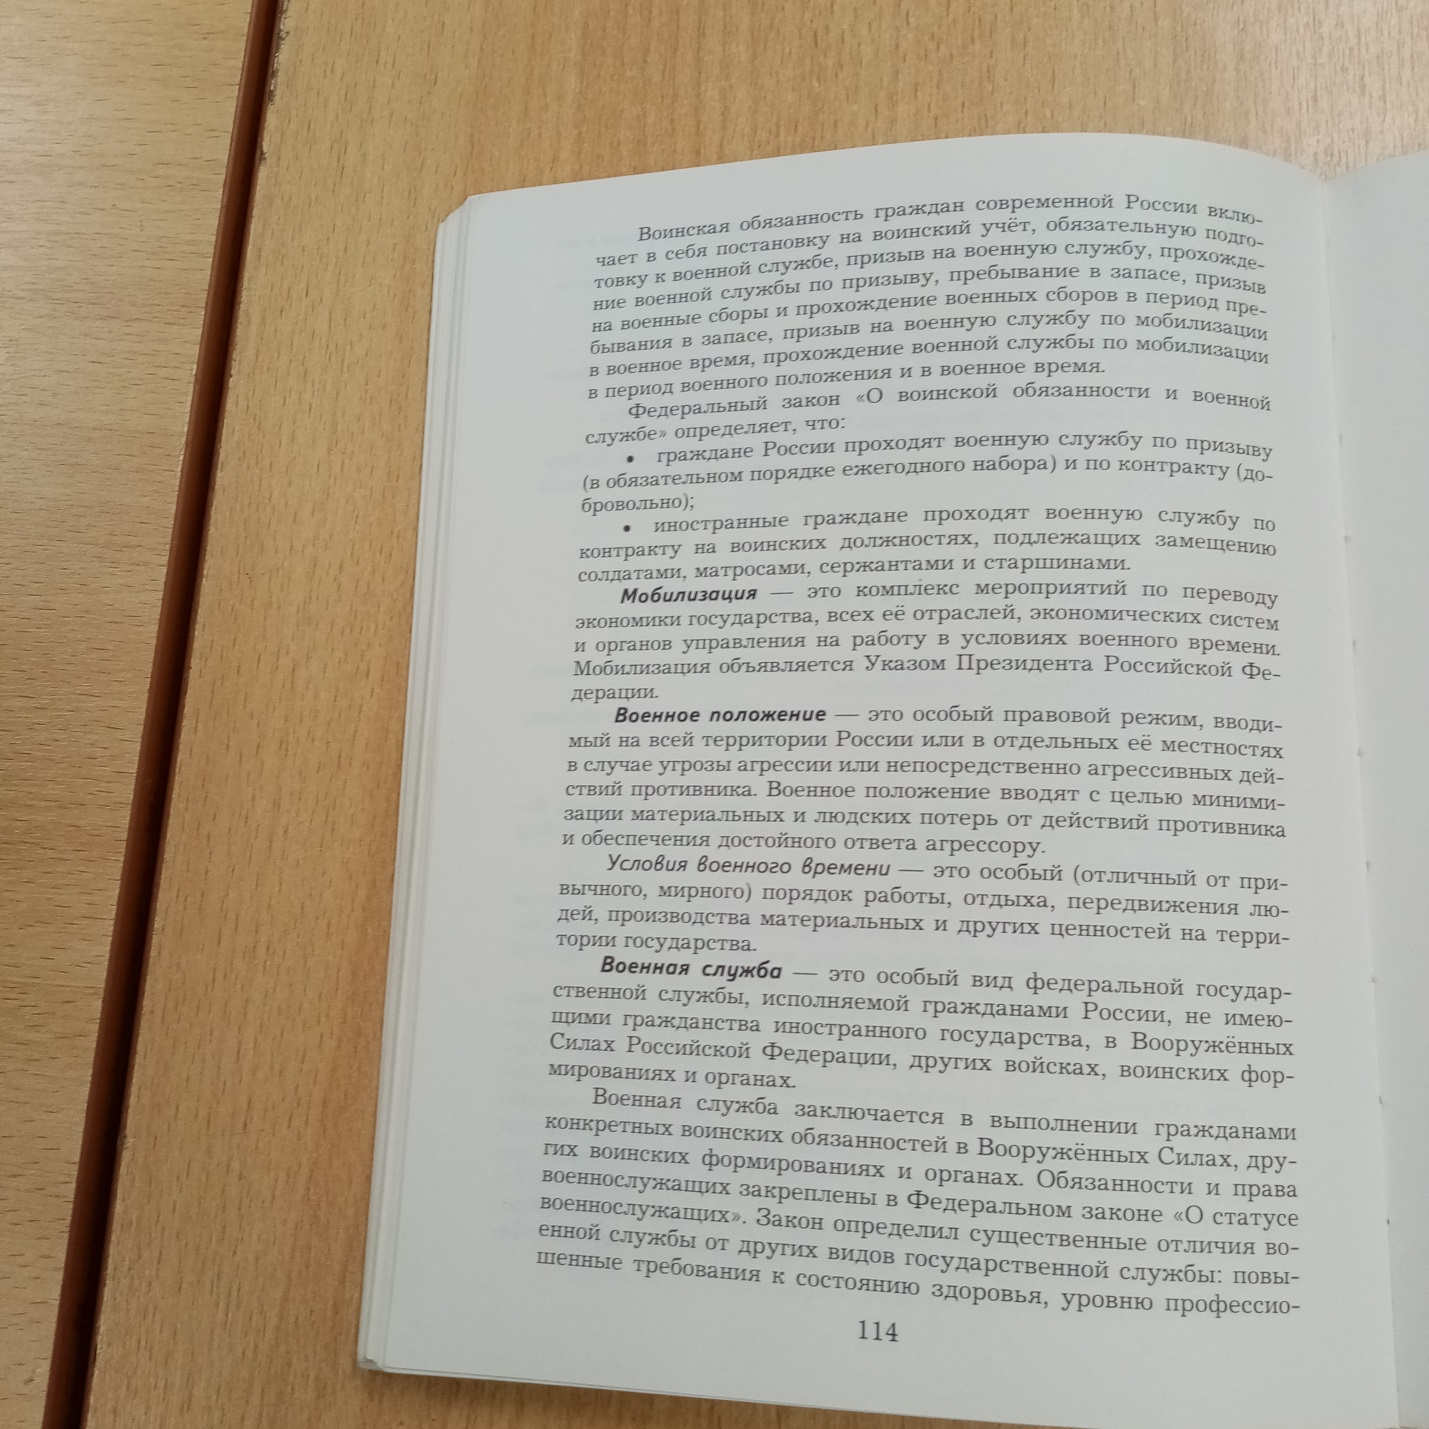 Воинская обязанность граждан современной России вклю-
чает в себя постановку на воинский учёт, обязательную подго-
товку к военной службе, призыв на военную службу, прохожде-
ние военной службы по призыву, пребывание в запасе, призыв
на военные сборы и прохождение военных сборов в период пре-
бывания в запасе, призыв на военную службу по мобилизации
в военное время, прохождение военной службы по мобилизации
в период военного положения и в военное время.
Федеральный закон «О воинской обязанности и военной
службе» определяет, что:
• граждане России проходят военную службу по призыву
(в обязательном порядке ежегодного набора) и по контракту (до-
бровольно);
• иностранные граждане проходят военную службу по
контракту на воинских должностях, подлежащих замещению
солдатами, матросами, сержантами и старшинами.
Мобилизация — это комплекс мероприятий по переводу
экономики государства, всех её отраслей, экономических систем
и органов управления на работу в условиях военного времени.
Мобилизация объявляется Указом Президента Российской Фе-
дерации.
Военное положение — это особый правовой режим, вводи-
мый на всей территории России или в отдельных её местностях
в случае угрозы агрессии или непосредственно агрессивных дей-
ствий противника. Военное положение вводят с целью миними-
зации материальных и людских потерь от действий противника
и обеспечения достойного ответа агрессору.
Условия военного времени — это особый (отличный от при-
вычного, мирного) порядок работы, отдыха, передвижения лю-
дей, производства материальных и других ценностей на терри-
тории государства.
Военная служба — это особый вид федеральной государ-
ственной службы, исполняемой гражданами России, не имею-
щими гражданства иностранного государства, в Вооружённых
Силах Российской Федерации, других войсках, воинских фор-
мированиях и органах.
Военная служба заключается в выполнении гражданами
конкретных воинских обязанностей в Вооружённых Силах, дру-
гих воинских формированиях и органах. Обязанности и права
военнослужащих закреплены в Федеральном законе «О статусе
военнослужащих». Закон определил существенные отличия во-
енной службы от других видов государственной службы: повы-
шенные требования к состоянию здоровья, уровню профессио-
114